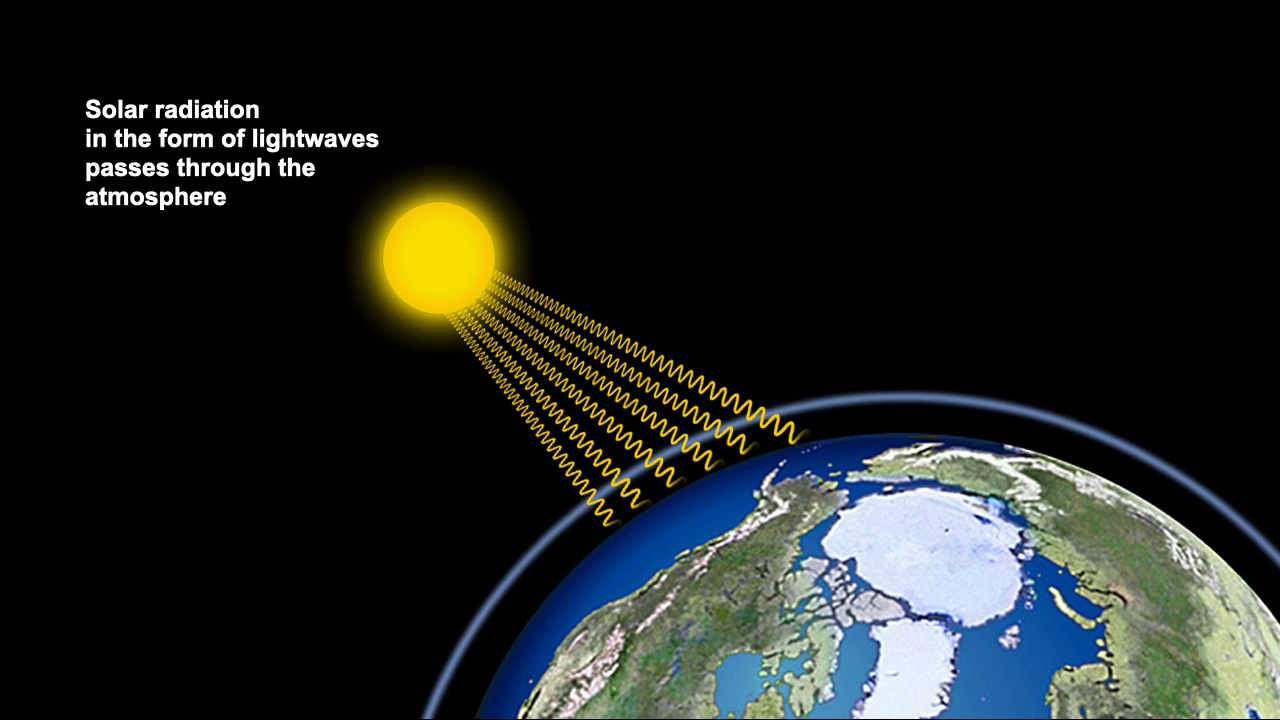 Solar radiation
in the form of lightwaves
passes through the
atmosphere